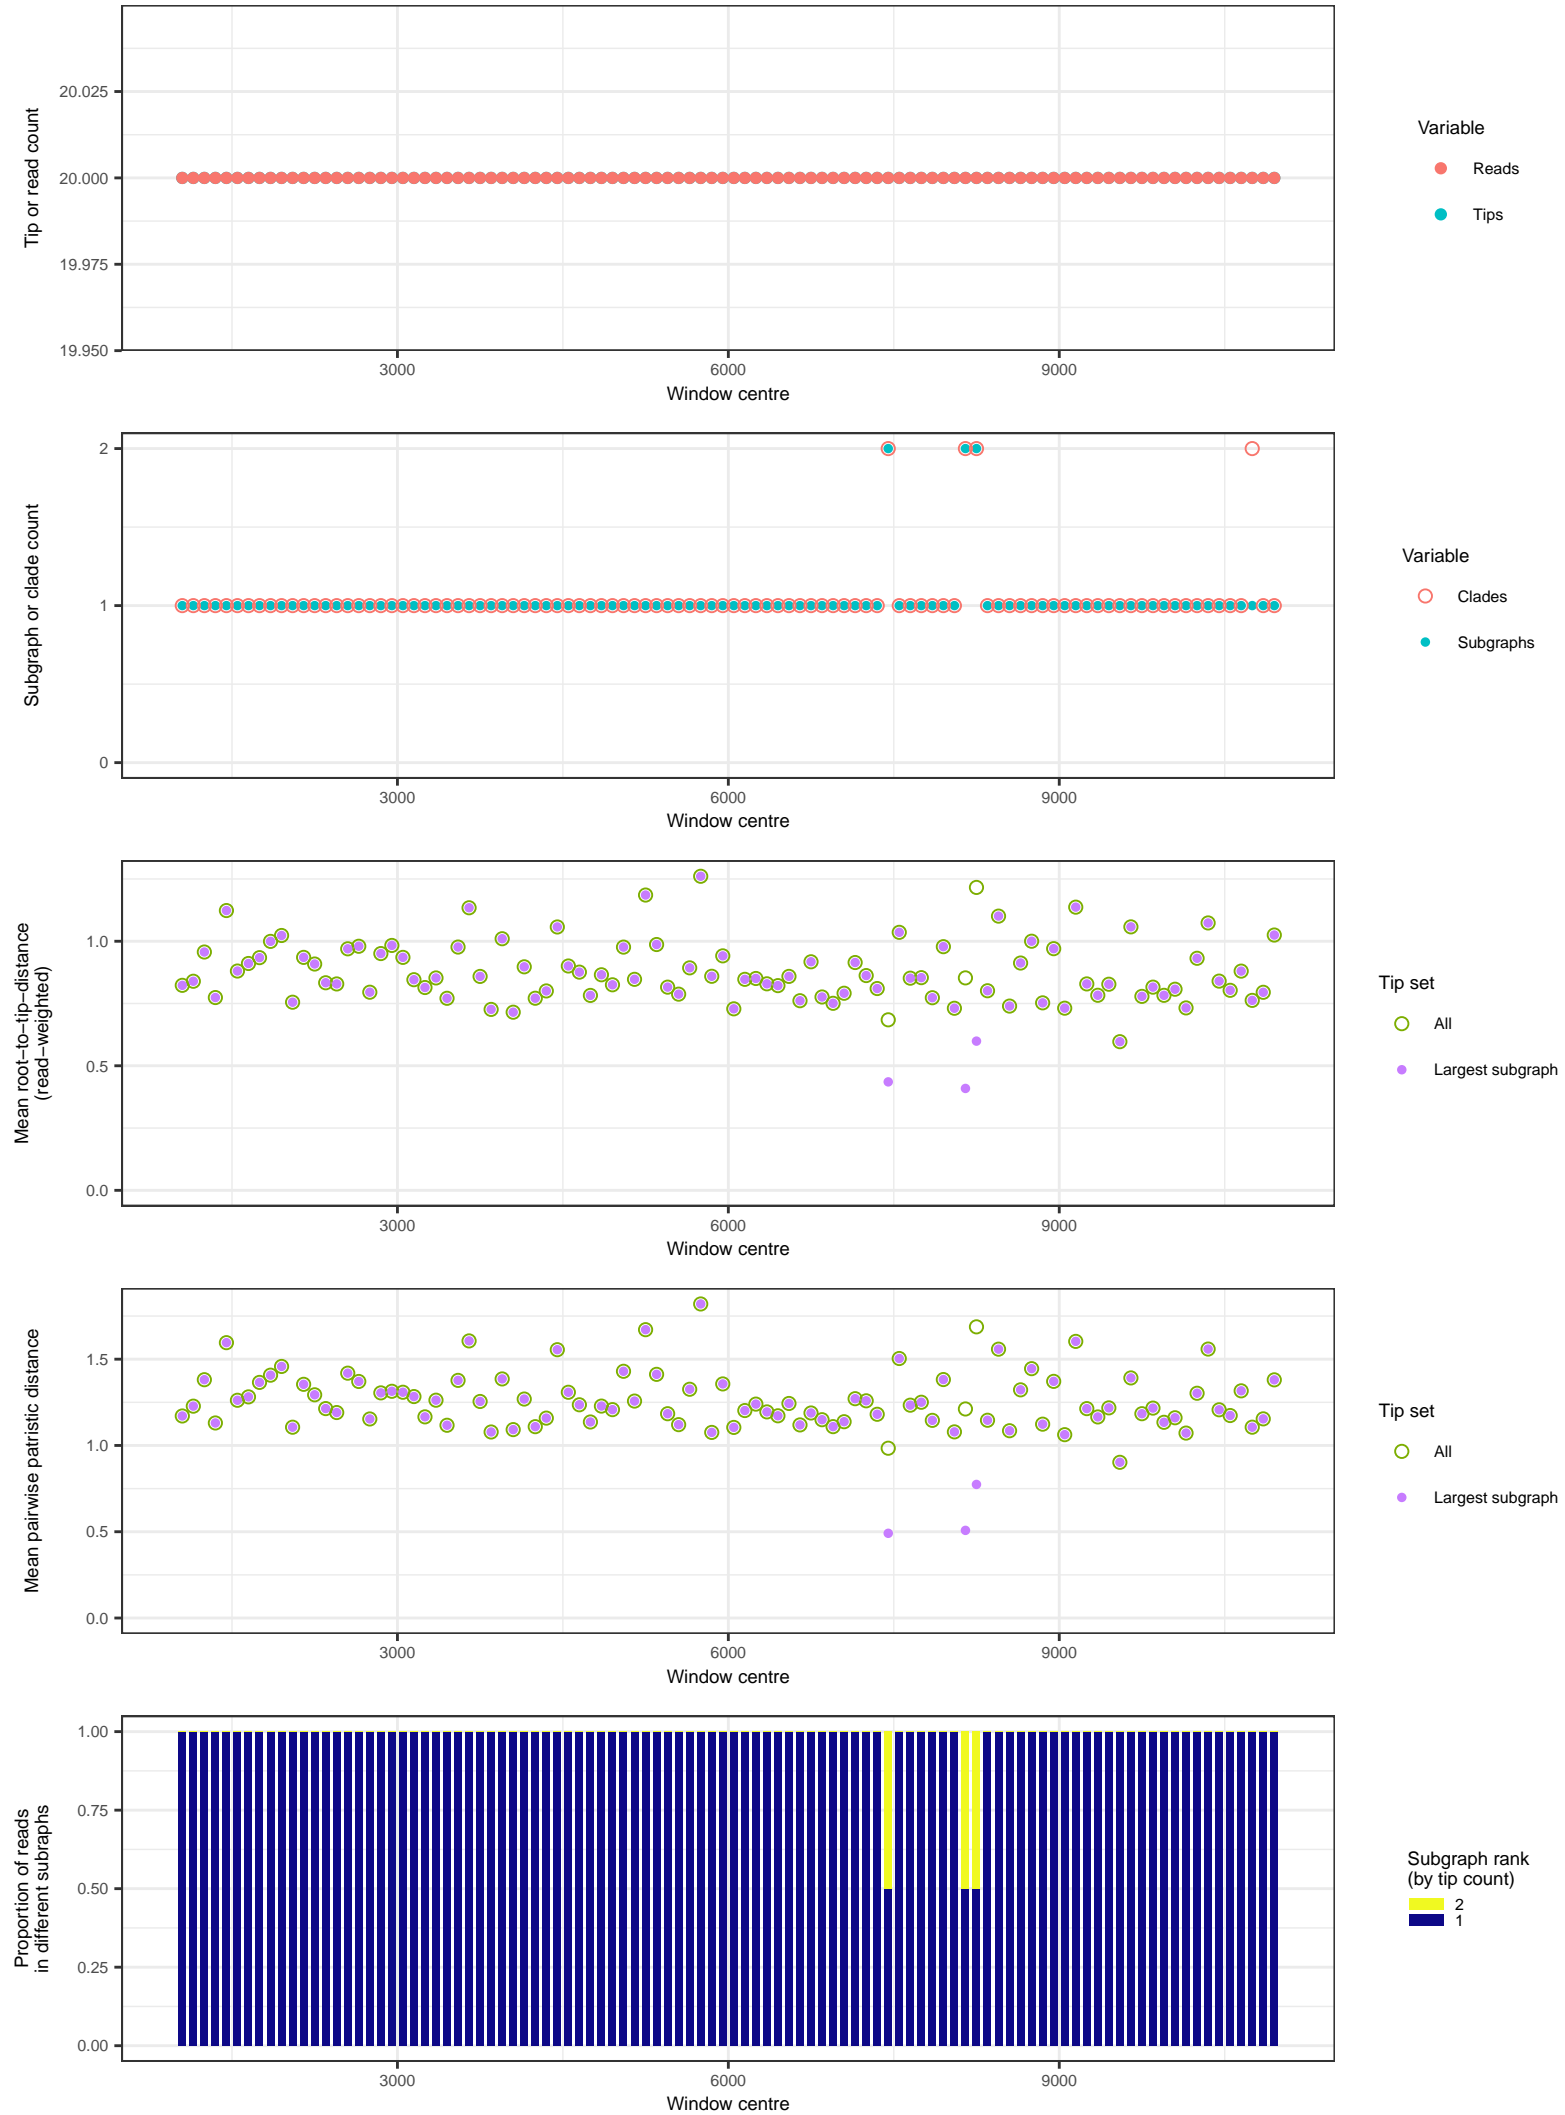 20.025
20.000
19.975
19.950
Tip or read count
3000
6000
9000
Window centre
Variable
Reads
Tips
2
1
0
Subgraph or clade count
3000
6000
9000
Window centre
Variable
Clades
Subgraphs
1.0
0.5
0.0
Mean root−to−tip−distance
(read−weighted)
3000
6000
9000
Window centre
Tip set
All
Largest subgraph
1.5
1.0
0.5
0.0
Mean pairwise patristic distance
3000
6000
9000
Window centre
Tip set
All
Largest subgraph
1.00
0.75
0.50
0.25
0.00
Proportion of reads
in different subraphs
3000
6000
9000
Window centre
Subgraph rank
(by tip count)
2
1